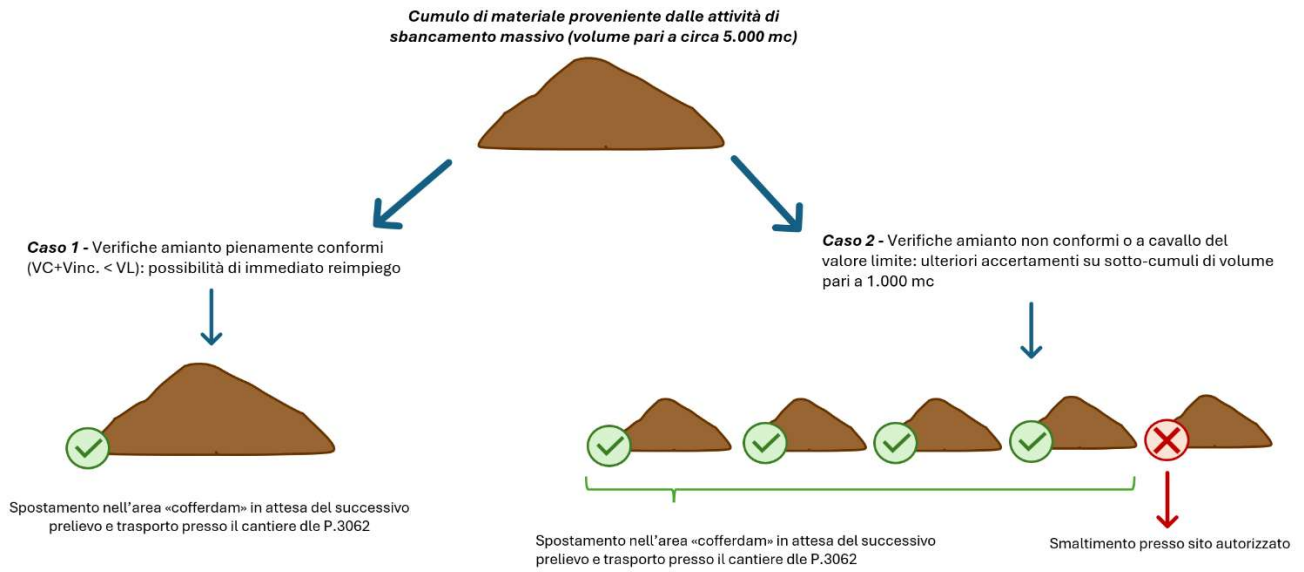 Cumulo di materiale proveniente dalle attività di
sbancamento massivo (volume pari a circa 5.000 mc)
Caso 1 - Verifiche amianto pienamente conformi
(VC+Vinc. < VL): possibilità di immediato reimpiego
Caso 2 - Verifiche amianto non conformi o a cavallo del
valore limite: ulteriori accertamenti su sotto-cumuli di volume
pari a 1.000 mc
Spostamento nell'area «cofferdam» in attesa del successivo
prelievo e trasporto presso il cantiere dle P.3062
Spostamento nell'area «cofferdam» in attesa del successivo
prelievo e trasporto presso il cantiere dle P.3062
Smaltimento presso sito autorizzato